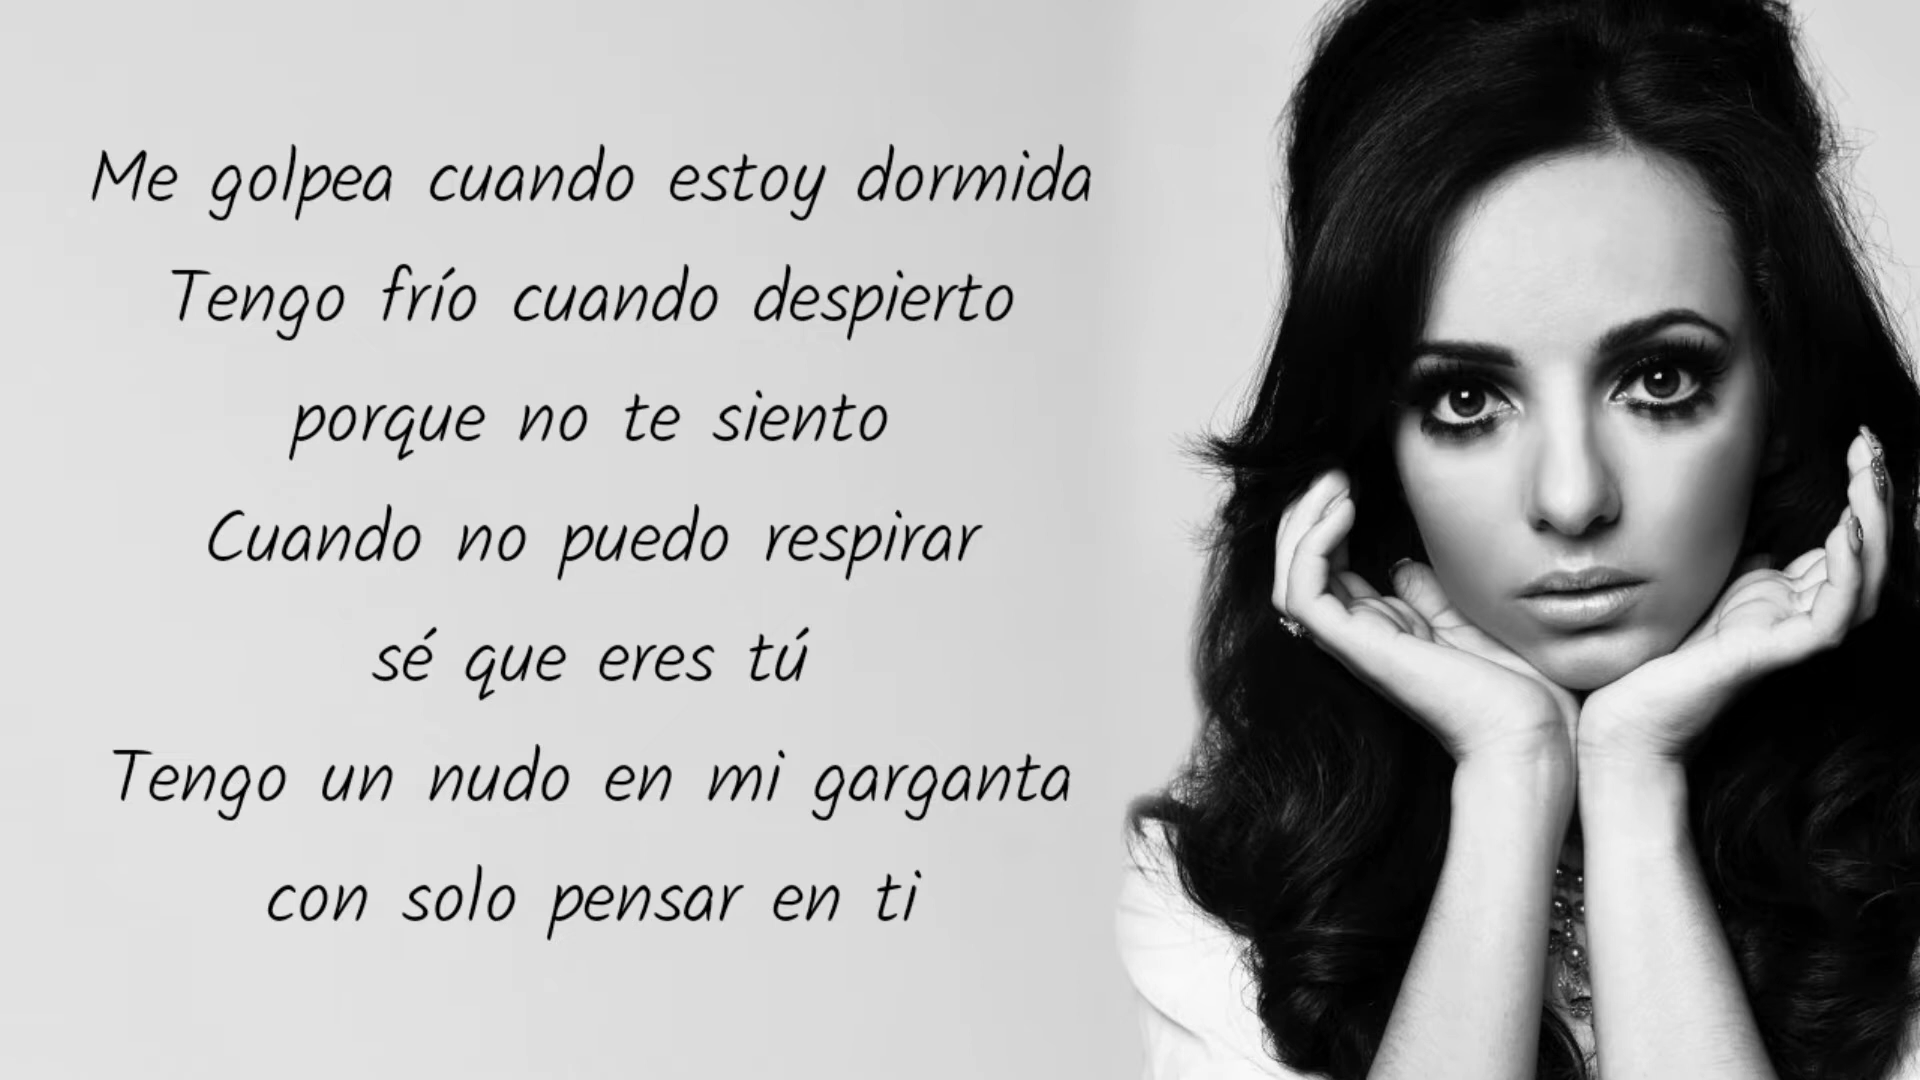 Me golpea cuando estoy dormida
Tengo frío cuando despierto
porque no te siento
Cuando no puedo respirar
sé que eres tú
Tengo un nudo en mi garganta
con solo pensar en ti